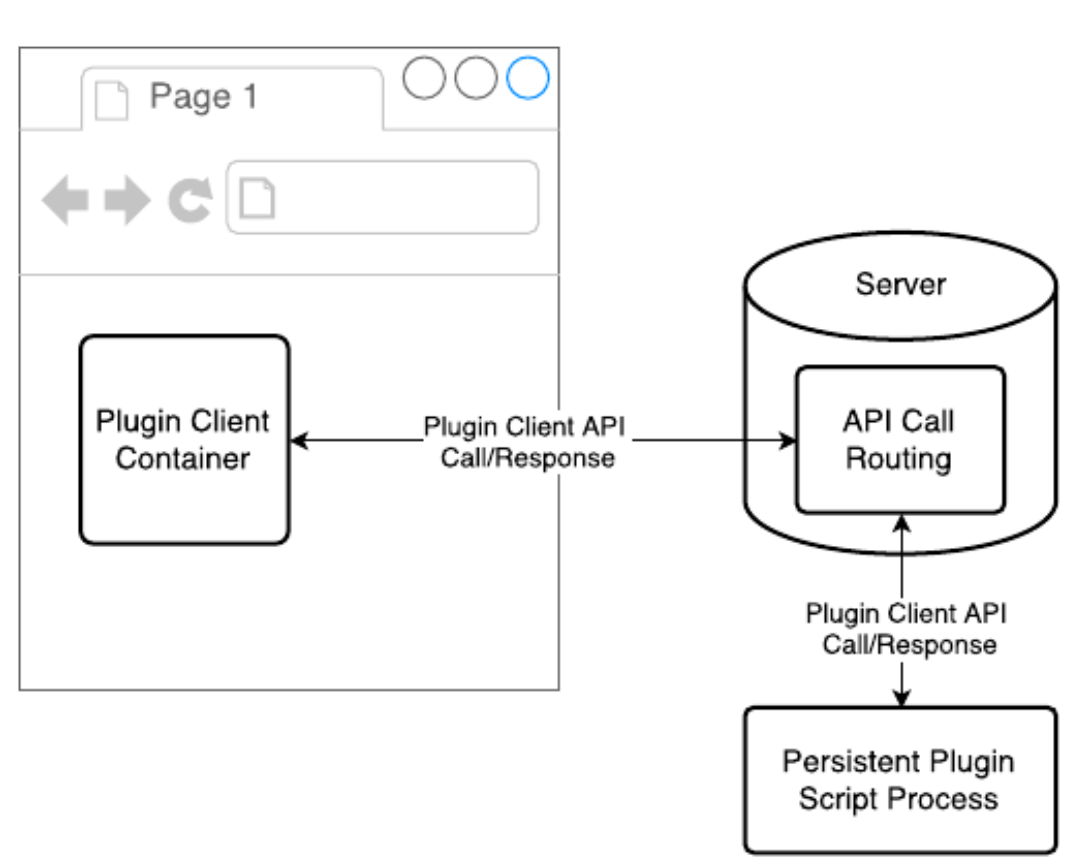 Page 1
Server
Plugin Client
Container
Plugin Client API
Call/Response
API Call
Routing
Plugin Client API
Call/Response
Persistent Plugin
Script Process